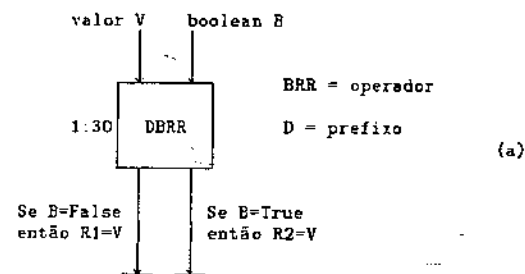 valor V boolean B
BRR = operador
1:30 DBRR D = prefixo
(a)
Se B=False Se B=True
então R1=V então R2=V